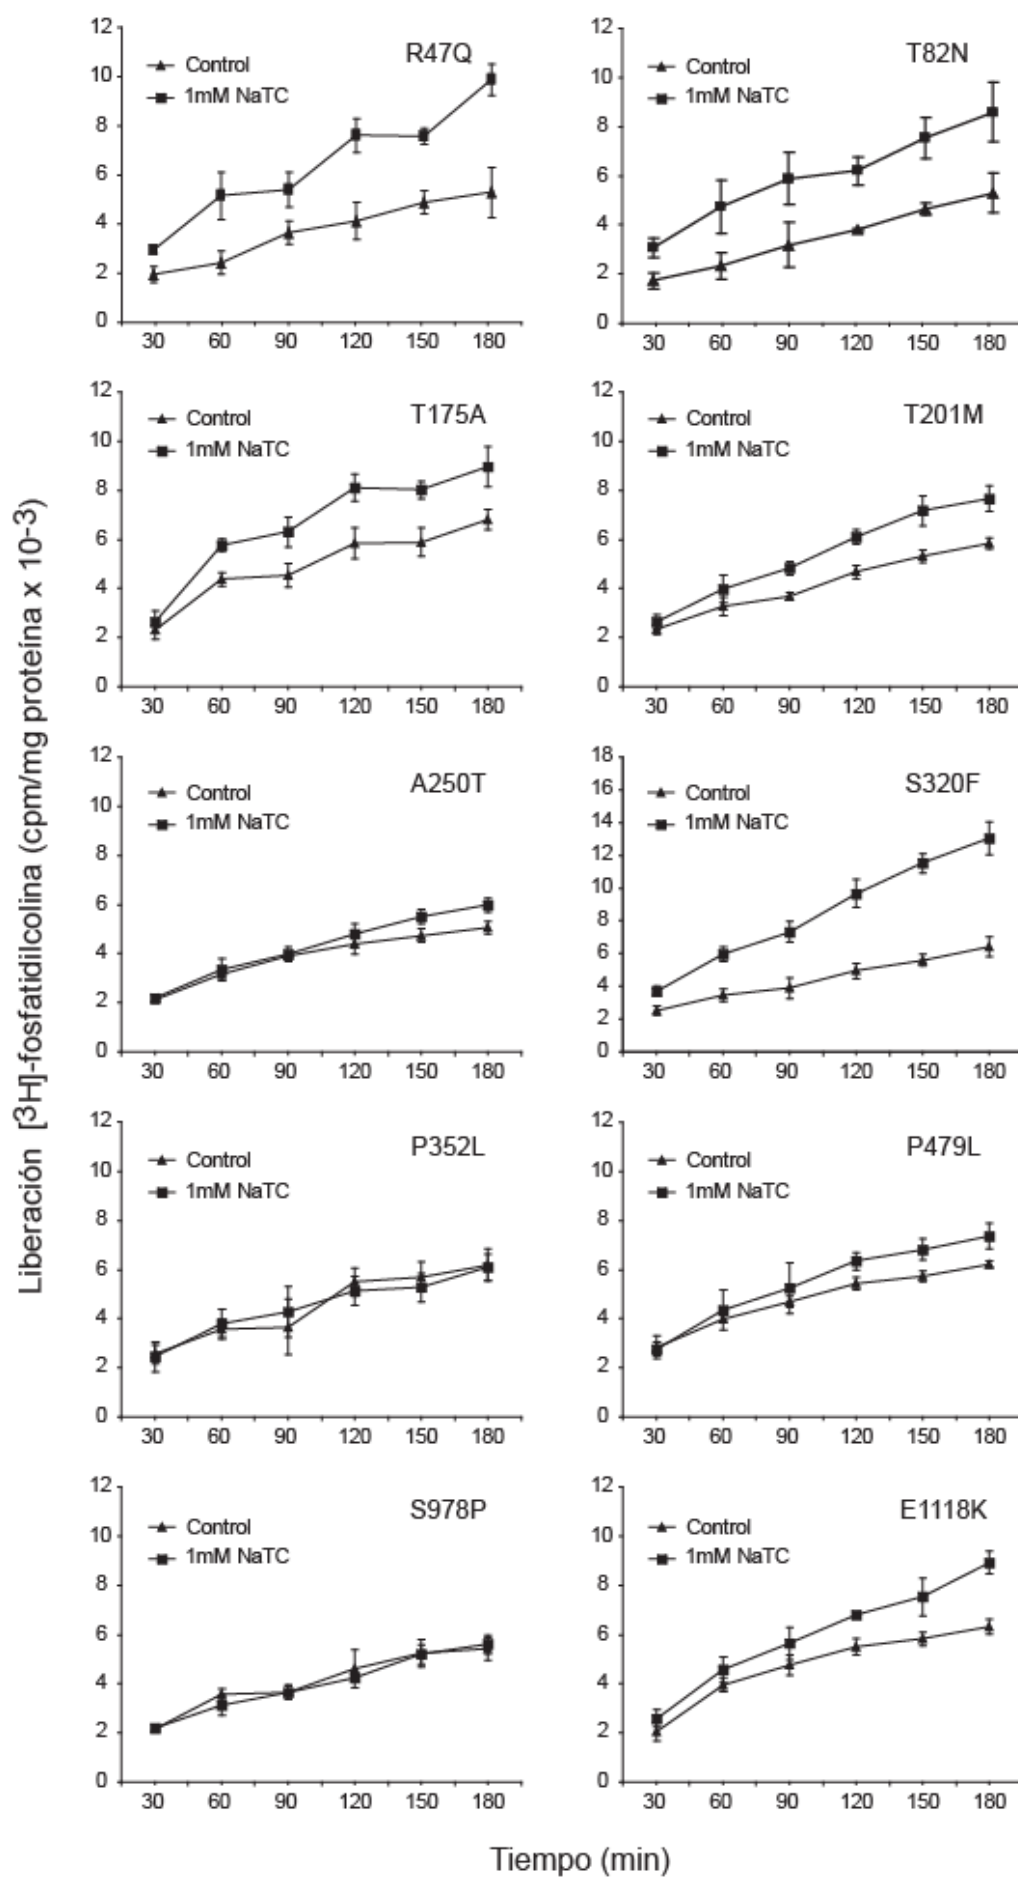 Liberación [3H]-fosfatidilcolina (cpm/mg proteína x 10-3)
R47Q
Control
1mM NaTC
12
10
8
6
4
2
0
30 60 90 120 150 180
T82N
Control
1mM NaTC
12
10
8
6
4
2
0
30 60 90 120 150 180
T175A
Control
1mM NaTC
12
10
8
6
4
2
0
30 60 90 120 150 180
T201M
Control
1mM NaTC
12
10
8
6
4
2
0
30 60 90 120 150 180
A250T
Control
1mM NaTC
12
10
8
6
4
2
0
30 60 90 120 150 180
S320F
Control
1mM NaTC
18
16
14
12
10
8
6
4
2
0
30 60 90 120 150 180
P352L
Control
1mM NaTC
12
10
8
6
4
2
0
30 60 90 120 150 180
P479L
Control
1mM NaTC
12
10
8
6
4
2
0
30 60 90 120 150 180
S978P
Control
1mM NaTC
12
10
8
6
4
2
0
30 60 90 120 150 180
E1118K
Control
1mM NaTC
12
10
8
6
4
2
0
30 60 90 120 150 180
Tiempo (min)